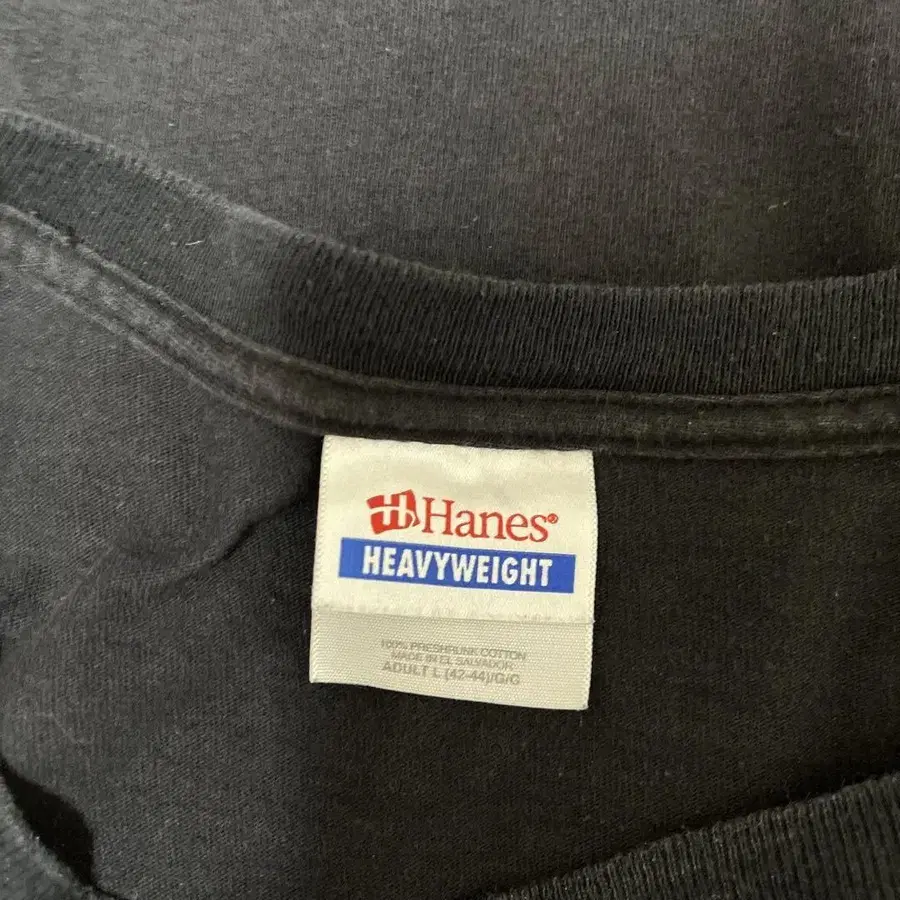 Hanes®
HEAVYWEIGHT
100% PRESHRUNK COTTON
MADE IN EL SALVADOR
ADULT L (42-44)/G/G